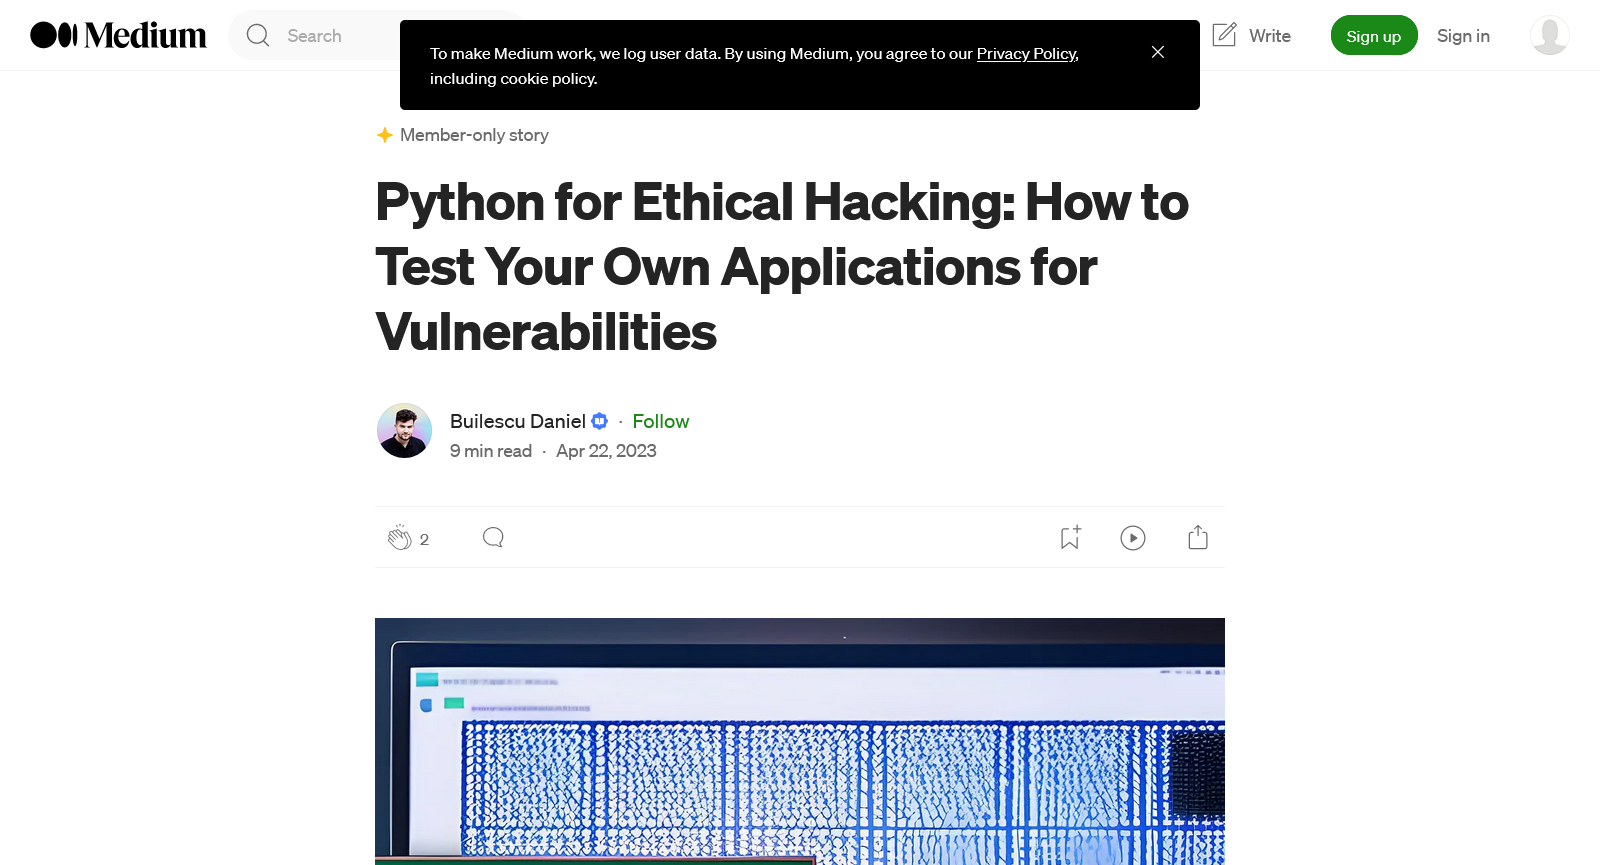 Medium
Search
To make Medium work, we log user data. By using Medium, you agree to our Privacy Policy,
including cookie policy.
Write
Sign up
Sign in
Member-only story
Python for Ethical Hacking: How to
Test Your Own Applications for
Vulnerabilities
Builescu Daniel · Follow
9 min read · Apr 22, 2023
2